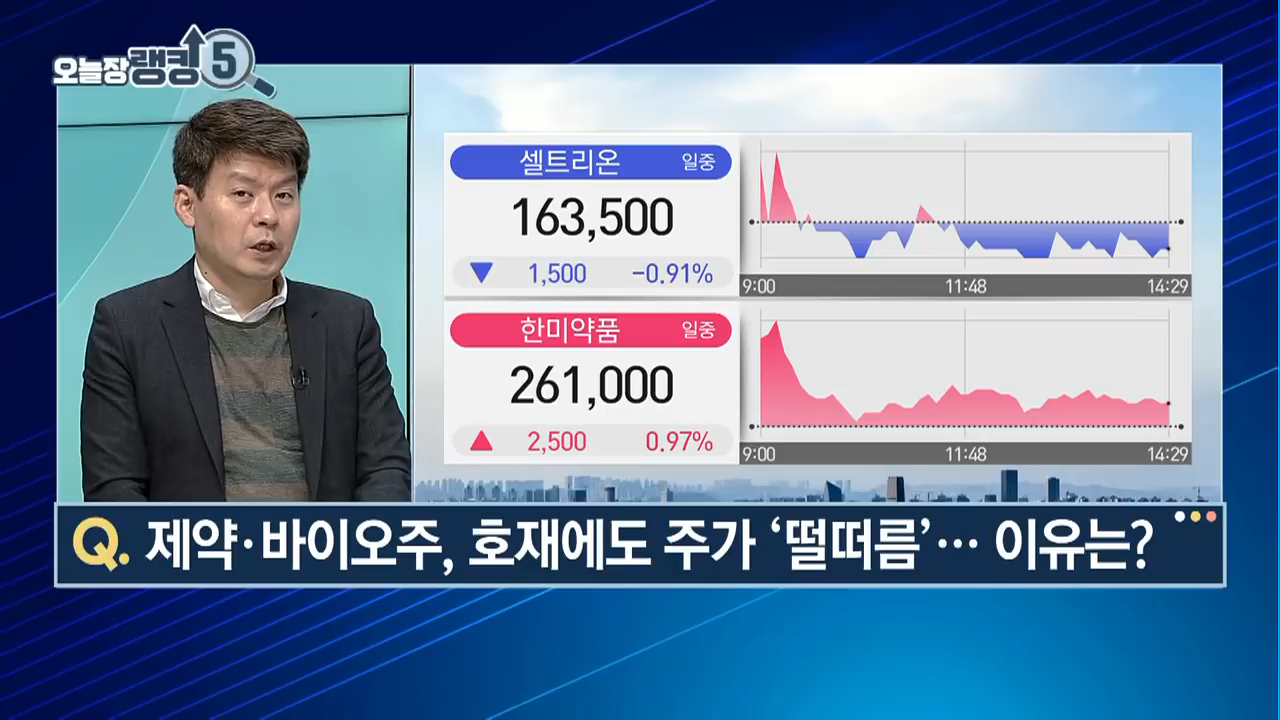 오늘장 랭킹 5
셀트리온 일중
163,500
▼ 1,500 -0.91%
9:00 11:48 14:29
한미약품 일중
261,000
▲ 2,500 0.97%
9:00 11:48 14:29
Q. 제약·바이오주, 호재에도 주가 ‘떨떠름’… 이유는?